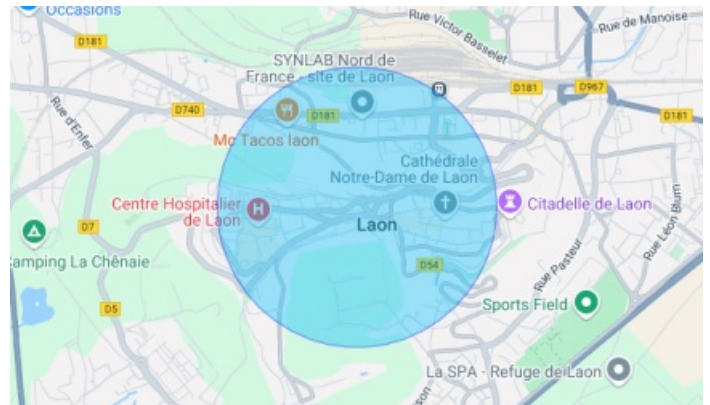 Occasions
Rue Victor Basselet
Rue de Manoise
D181
SYNLAB Nord de
France - site de Laon
D181
D967
D740
D181
D181
Rue d'Enfer
Mc Tacos laon
Cathédrale
Notre-Dame de Laon
Centre Hospitalier
de Laon
Citadelle de Laon
Laon
D7
Rue Léon Blum
Camping La Chênaie
D54
Rue Pasteur
D5
Sports Field
La SPA - Refuge de Laon